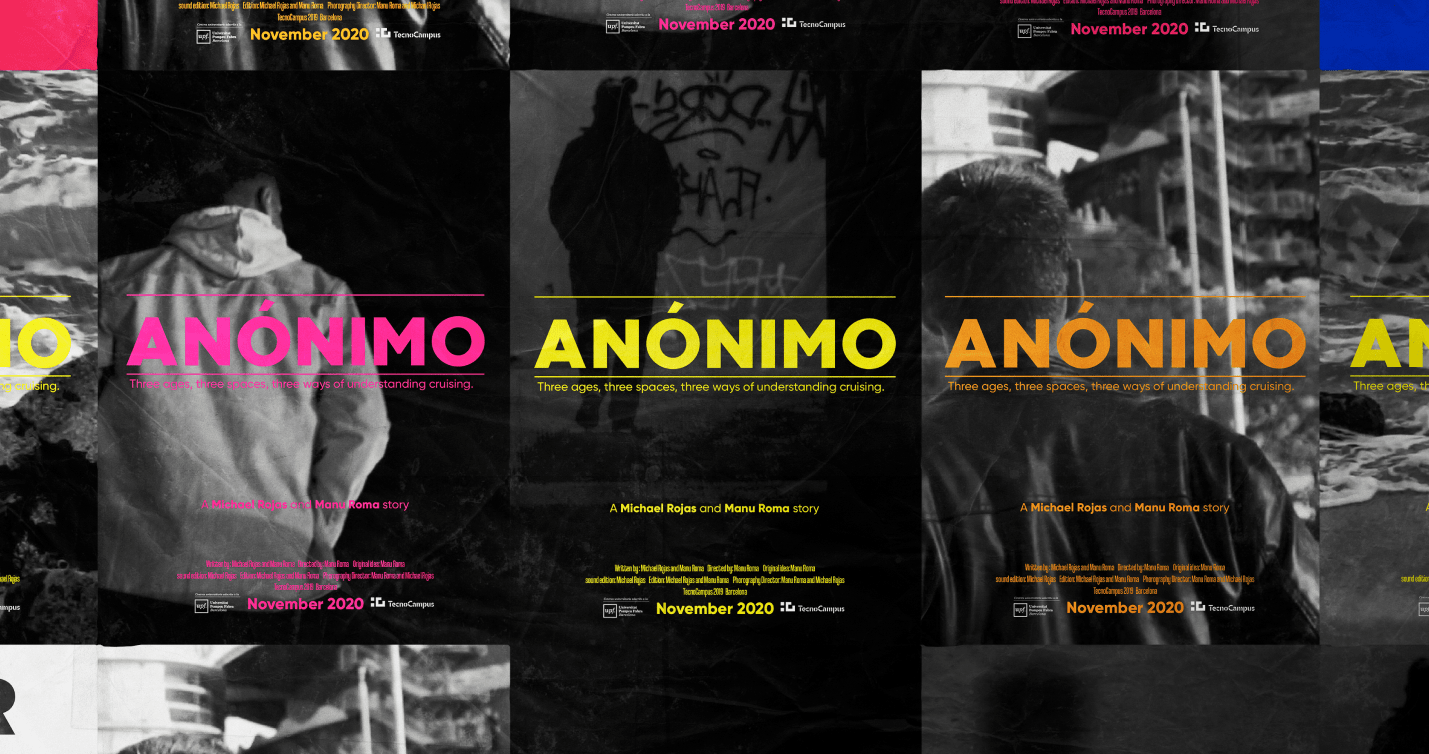 sound edition: Michael Rojas Edition: Michael Rojas and Manu Roma Phorography Director: Manu Roma and Michael Rojas
TecnoCampus 2019 Barcelona
upf. Universitat Pompeu Fabra Barcelona
November 2020
TecnoCampus
TecnoCampus 2019 Barcelona
upf. Universitat Pompeu Fabra Barcelona
November 2020
TecnoCampus
TecnoCampus 2019 Barcelona
upf. Universitat Pompeu Fabra Barcelona
November 2020
TecnoCampus
MO
cruising.
ANÓNIMO
Three ages, three spaces, three ways of understanding cruising.
A Michael Rojas and Manu Roma story
Written by: Michael Rojas and Manu Roma Directed by: Manu Roma Original idea: Manu Roma
sound edition: Michael Rojas Edition: Michael Rojas and Manu Roma Phorography Director: Manu Roma and Michael Rojas
TecnoCampus 2019 Barcelona
upf. Universitat Pompeu Fabra Barcelona
November 2020
TecnoCampus
ANÓNIMO
Three ages, three spaces, three ways of understanding cruising.
A Michael Rojas and Manu Roma story
Written by: Michael Rojas and Manu Roma Directed by: Manu Roma Original idea: Manu Roma
sound edition: Michael Rojas Edition: Michael Rojas and Manu Roma Phorography Director: Manu Roma and Michael Rojas
TecnoCampus 2019 Barcelona
upf. Universitat Pompeu Fabra Barcelona
November 2020
TecnoCampus
ANÓNIMO
Three ages, three spaces, three ways of understanding cruising.
A Michael Rojas and Manu Roma story
Written by: Michael Rojas and Manu Roma Directed by: Manu Roma Original idea: Manu Roma
sound edition: Michael Rojas Edition: Michael Rojas and Manu Roma Phorography Director: Manu Roma and Michael Rojas
TecnoCampus 2019 Barcelona
upf. Universitat Pompeu Fabra Barcelona
November 2020
TecnoCampus
AN
Three ages,
R